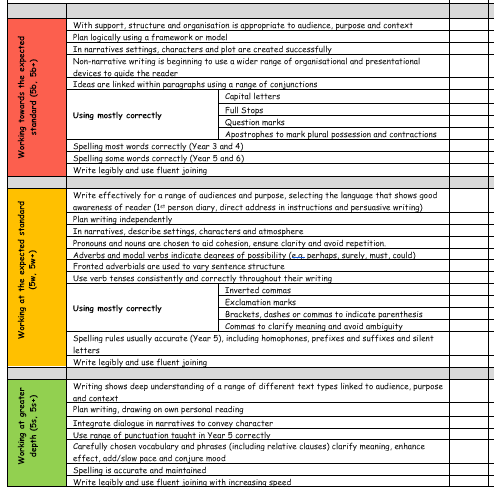 Working towards the expected
standard (5b, 5b+)
With support, structure and organisation is appropriate to audience, purpose and context
Plan logically using a framework or model
In narratives settings, characters and plot are created successfully
Non-narrative writing is beginning to use a wider range of organisational and presentational
devices to guide the reader
Ideas are linked within paragraphs using a range of conjunctions
Using mostly correctly
Capital letters
Full Stops
Question marks
Apostrophes to mark plural possession and contractions
Spelling most words correctly (Year 3 and 4)
Spelling some words correctly (Year 5 and 6)
Write legibly and use fluent joining
Working at the expected standard
(5w, 5w+)
Write effectively for a range of audiences and purpose, selecting the language that shows good
awareness of reader (1st person diary, direct address in instructions and persuasive writing)
Plan writing independently
In narratives, describe settings, characters and atmosphere
Pronouns and nouns are chosen to aid cohesion, ensure clarity and avoid repetition.
Adverbs and modal verbs indicate degrees of possibility (e.g. perhaps, surely, must, could)
Fronted adverbials are used to vary sentence structure
Use verb tenses consistently and correctly throughout their writing
Using mostly correctly
Inverted commas
Exclamation marks
Brackets, dashes or commas to indicate parenthesis
Commas to clarify meaning and avoid ambiguity
Spelling rules usually accurate (Year 5), including homophones, prefixes and suffixes and silent
letters
Write legibly and use fluent joining
Working at greater
depth (5s, 5s+)
Writing shows deep understanding of a range of different text types linked to audience, purpose
and context
Plan writing, drawing on own personal reading
Integrate dialogue in narratives to convey character
Use range of punctuation taught in Year 5 correctly
Carefully chosen vocabulary and phrases (including relative clauses) clarify meaning, enhance
effect, add/slow pace and conjure mood
Spelling is accurate and maintained
Write legibly and use fluent joining with increasing speed